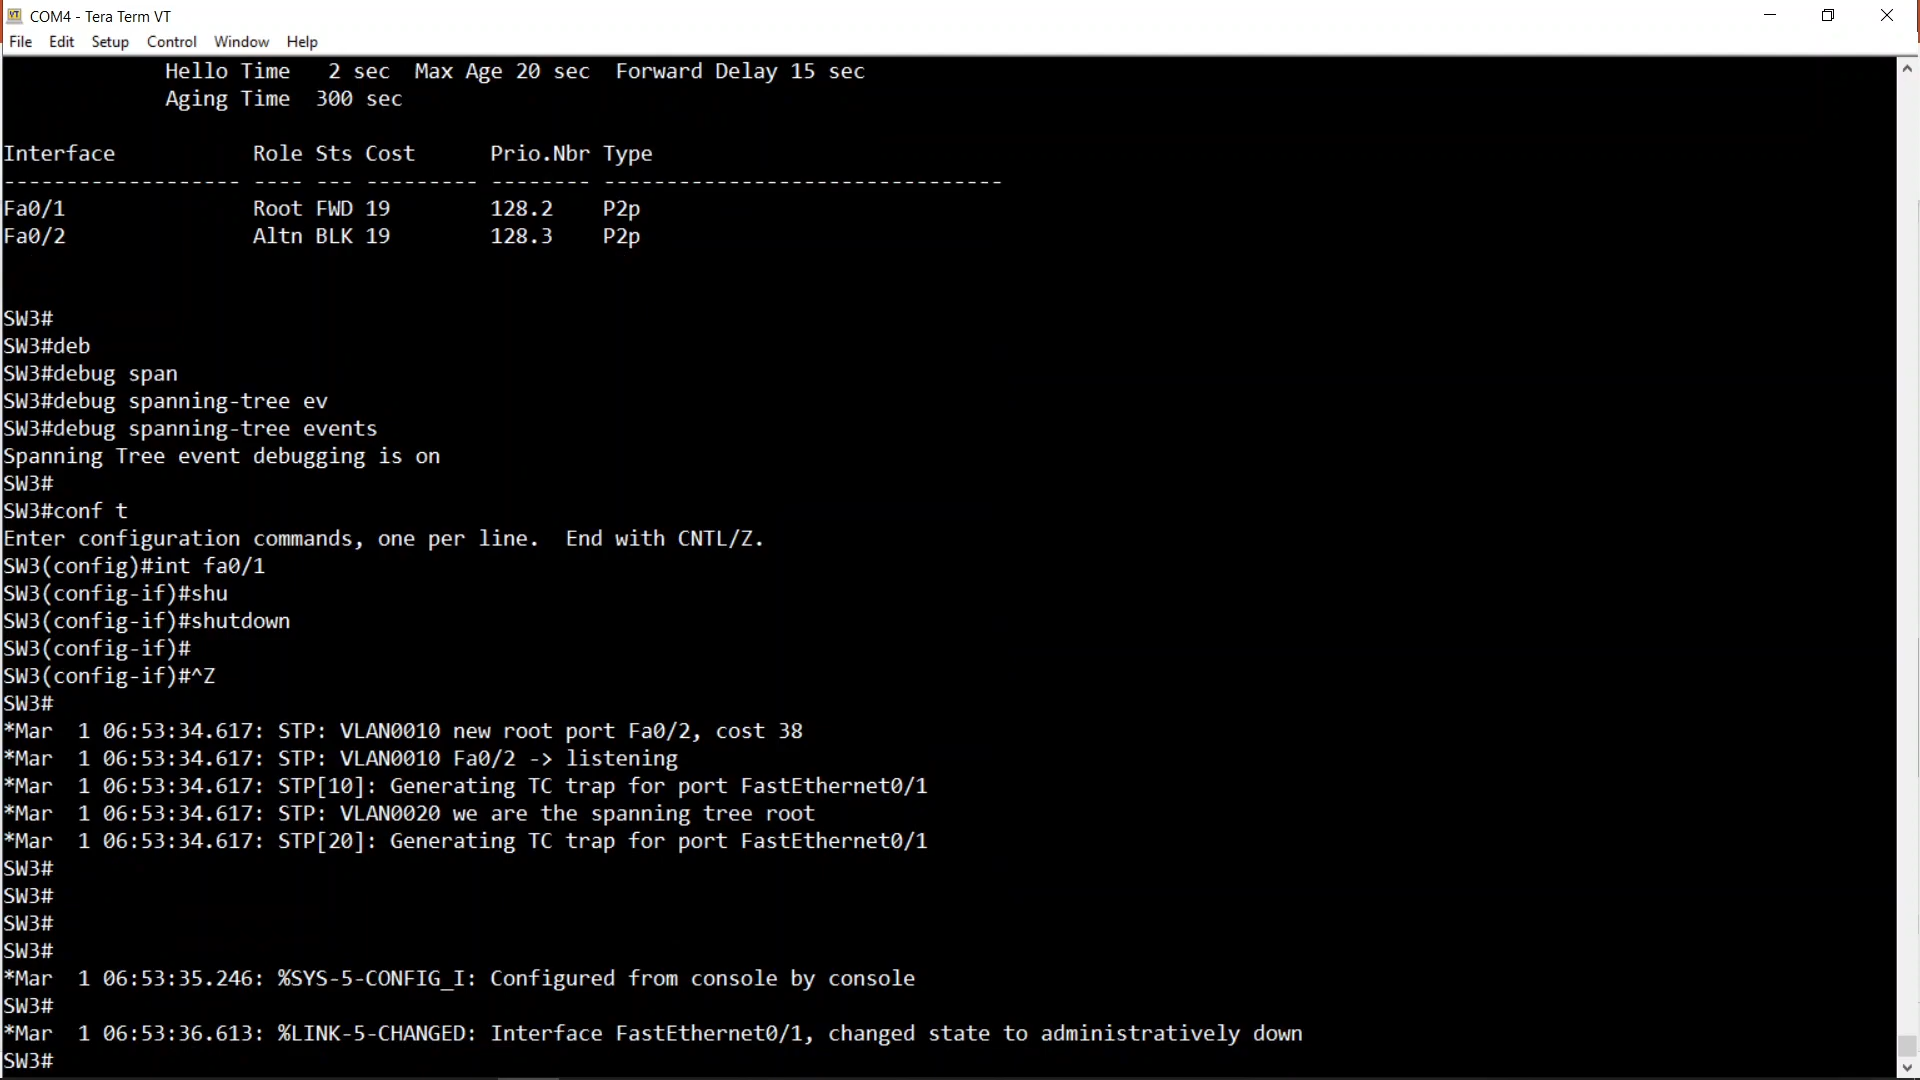 COM4 - Tera Term VT
File Edit Setup Control Window Help
Hello Time   2 sec  Max Age 20 sec  Forward Delay 15 sec
Aging Time  300 sec
Interface           Role Sts Cost      Prio.Nbr Type
------------------- ---- --- --------- -------- --------------------------------
Fa0/1               Root FWD 19        128.2    P2p
Fa0/2               Altn BLK 19        128.3    P2p
SW3#
SW3#deb
SW3#debug span
SW3#debug spanning-tree ev
SW3#debug spanning-tree events
Spanning Tree event debugging is on
SW3#
SW3#conf t
Enter configuration commands, one per line.  End with CNTL/Z.
SW3(config)#int fa0/1
SW3(config-if)#shu
SW3(config-if)#shutdown
SW3(config-if)#
SW3(config-if)#^Z
SW3#
*Mar  1 06:53:34.617: STP: VLAN0010 new root port Fa0/2, cost 38
*Mar  1 06:53:34.617: STP: VLAN0010 Fa0/2 -> listening
*Mar  1 06:53:34.617: STP[10]: Generating TC trap for port FastEthernet0/1
*Mar  1 06:53:34.617: STP: VLAN0020 we are the spanning tree root
*Mar  1 06:53:34.617: STP[20]: Generating TC trap for port FastEthernet0/1
SW3#
SW3#
SW3#
SW3#
*Mar  1 06:53:35.246: %SYS-5-CONFIG_I: Configured from console by console
SW3#
*Mar  1 06:53:36.613: %LINK-5-CHANGED: Interface FastEthernet0/1, changed state to administratively down
SW3#